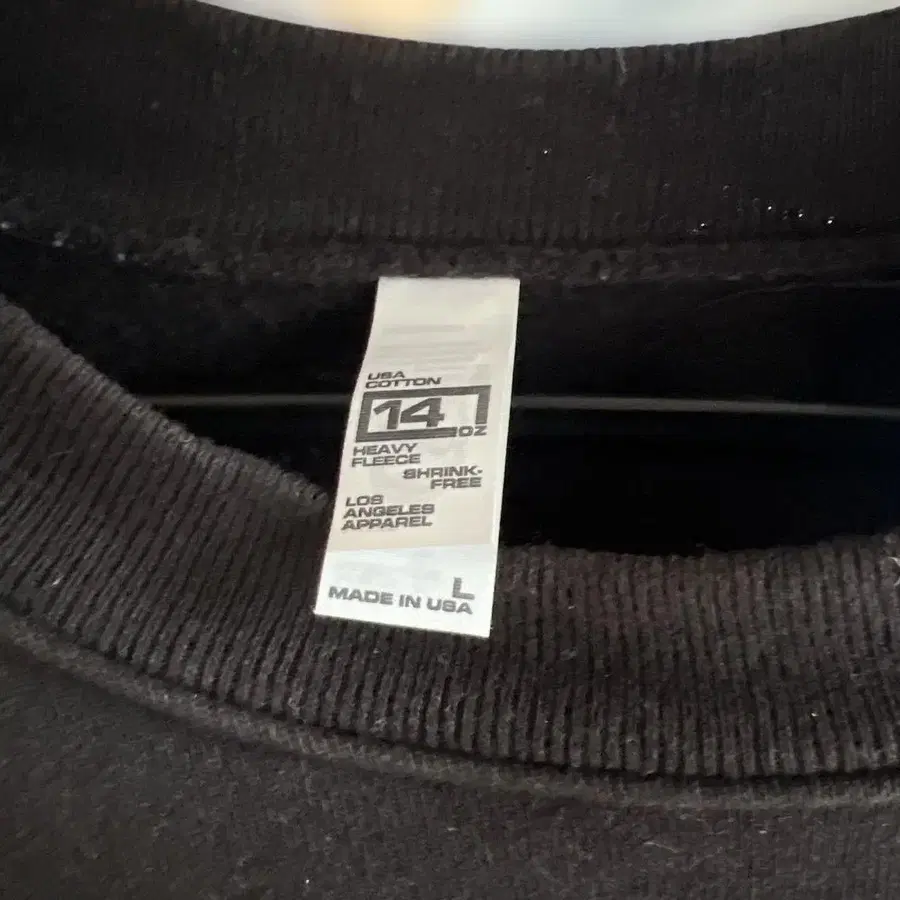 USA
COTTON
14
OZ
HEAVY
FLEECE
SHRINK-
FREE
LOS
ANGELES
APPAREL
L
MADE IN USA